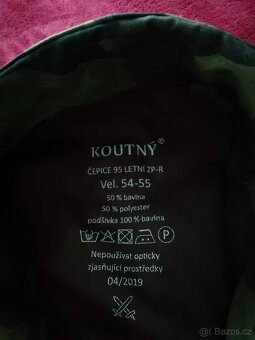 KOUTNÝ®
ČEPICE 95 LETNÍ ZP-R
Vel. 54-55
50 % bavlna
50 % polyester
podšívka 100 % bavlna
P
Nepoužívat opticky
zjasňující prostředky
04/2019
Bazos.cz